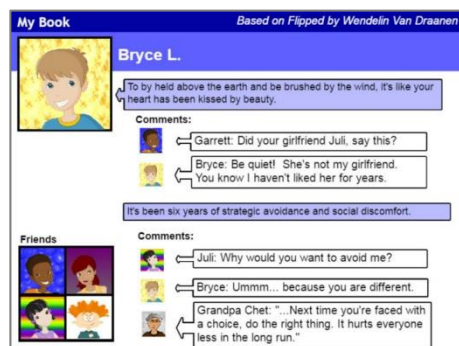 My Book
Based on Flipped by Wendelin Van Draanen
Bryce L.
To by held above the earth and be brushed by the wind, it's like your
heart has been kissed by beauty.
Comments:
Garrett: Did your girlfriend Juli, say this?
Bryce: Be quiet! She's not my girlfriend.
You know I haven't liked her for years.
It's been six years of strategic avoidance and social discomfort.
Friends
Comments:
Juli: Why would you want to avoid me?
Bryce: Ummm... because you are different.
Grandpa Chet: "...Next time you're faced with
a choice, do the right thing. It hurts everyone
less in the long run."